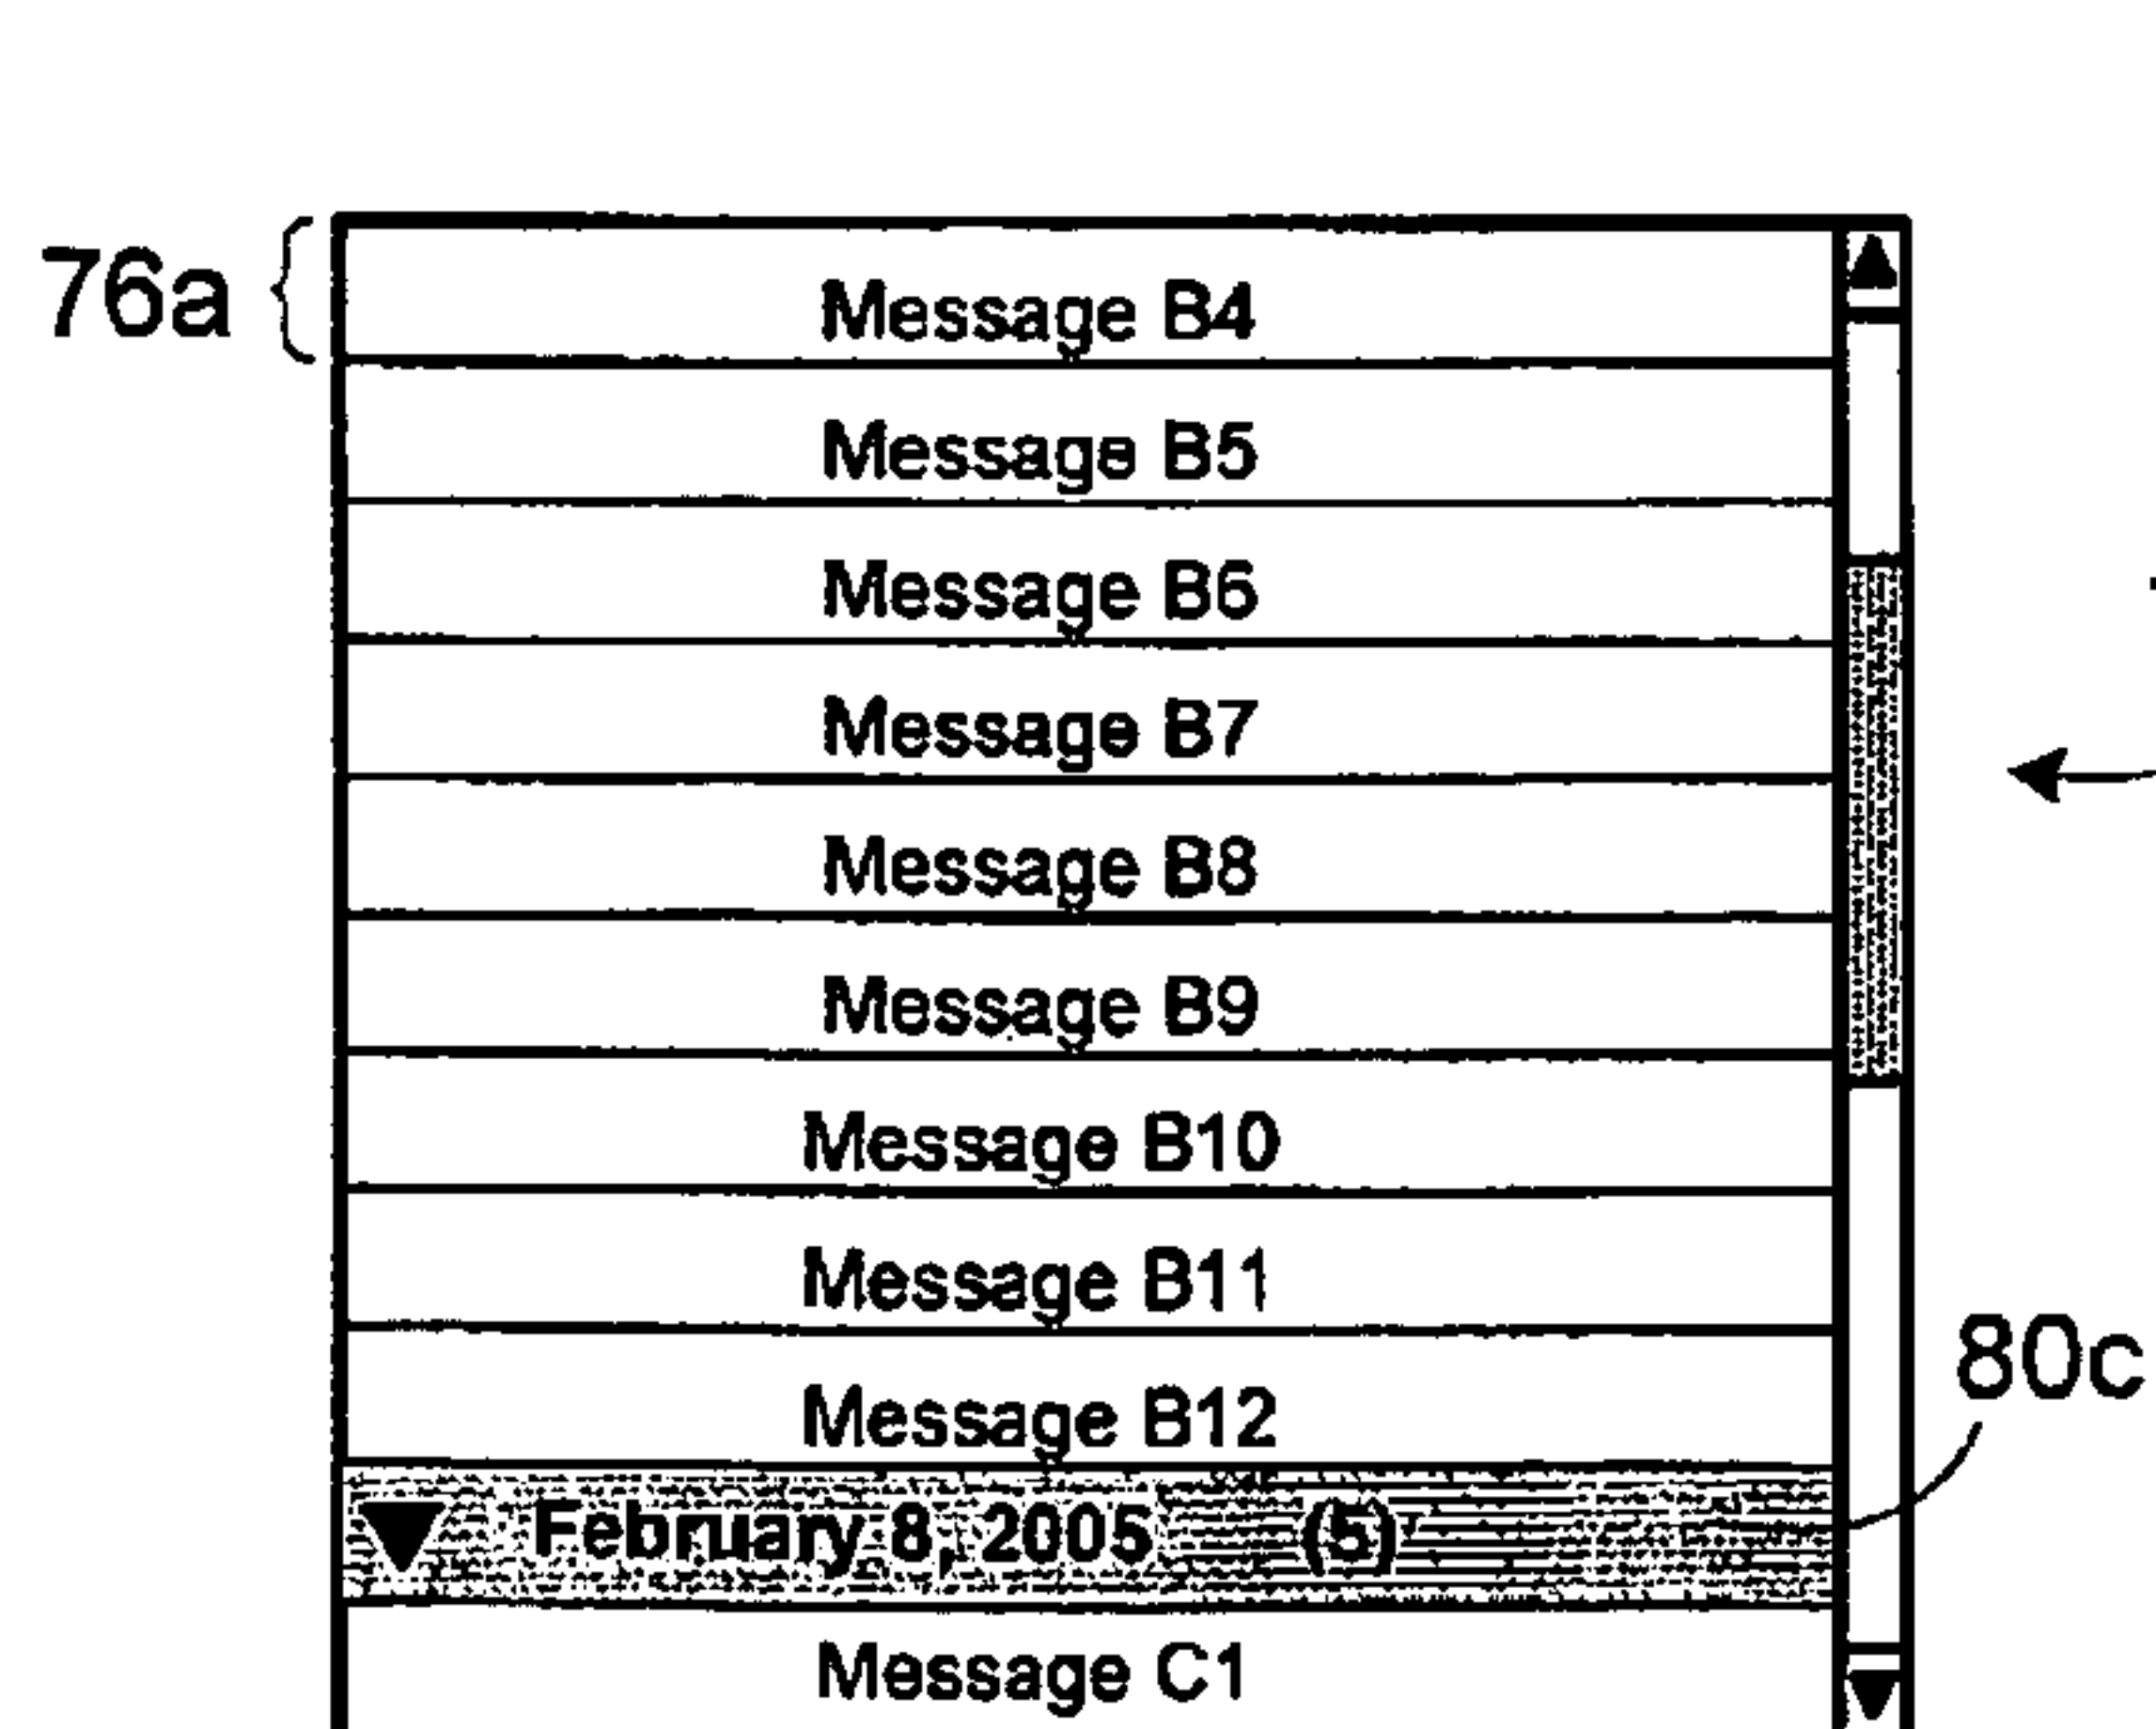 76a
Message B4
Message B5
Message B6
Message B7
Message B8
Message B9
Message B10
Message B11
Message B12
80c
February 8, 2005 (5)
Message C1